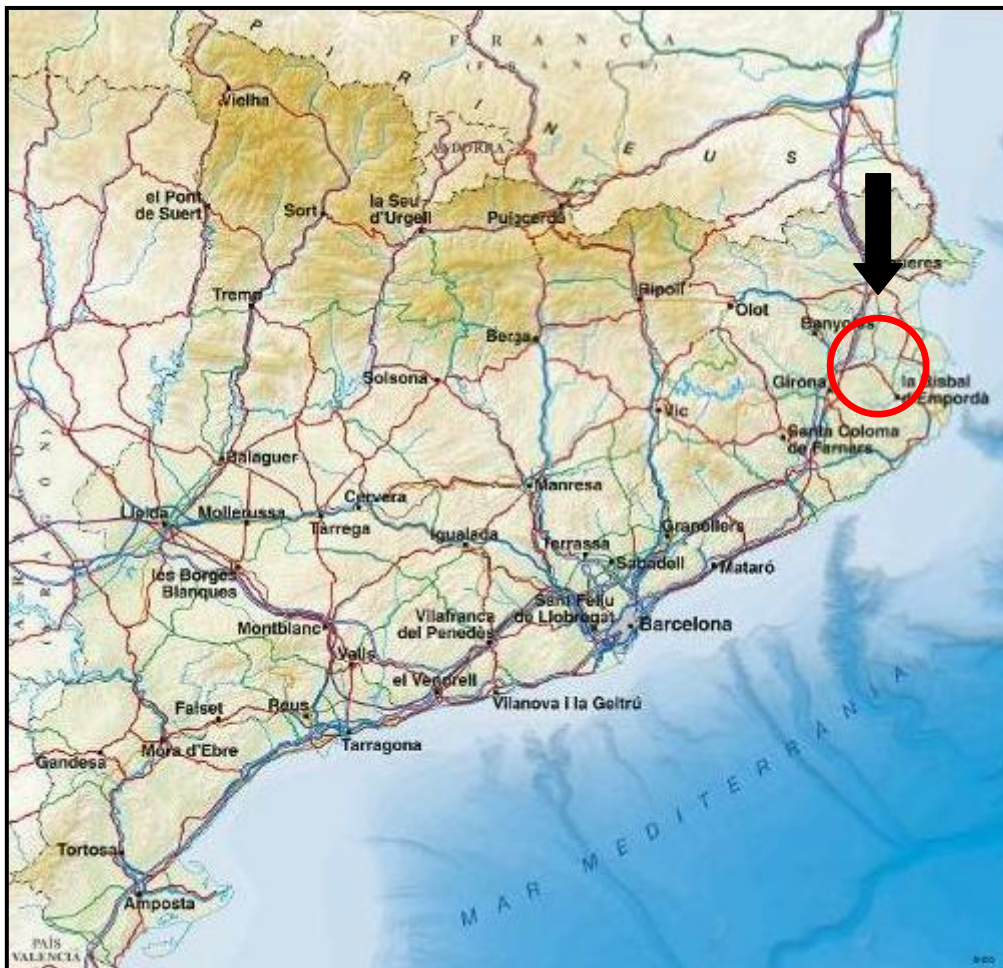 P I R I N E U S
F R A N Ç A
(F R A N C E)
Vielha
ANDORRA
el Pont
de Suert
Sort
la Seu
d'Urgell
Puigcerdà
Tremp
Ripoll
Olot
Banyoles
Berga
Solsona
Girona
la Bisbal
d'Empordà
Vic
Santa Coloma
de Farners
Balaguer
Manresa
Cervera
Lleida
Mollerussa
Tàrrega
Igualada
Granollers
Terrassa
Sabadell
Mataró
les Borges
Blanques
Sant Feliu
de Llobregat
Vilafranca
del Penedès
Barcelona
Montblanc
Valls
el Vendrell
Vilanova i la Geltrú
Falset
Reus
Tarragona
Móra d'Ebre
Gandesa
MAR MEDITERRÀNIA
Tortosa
Amposta
PAÍS
VALENCIÀ